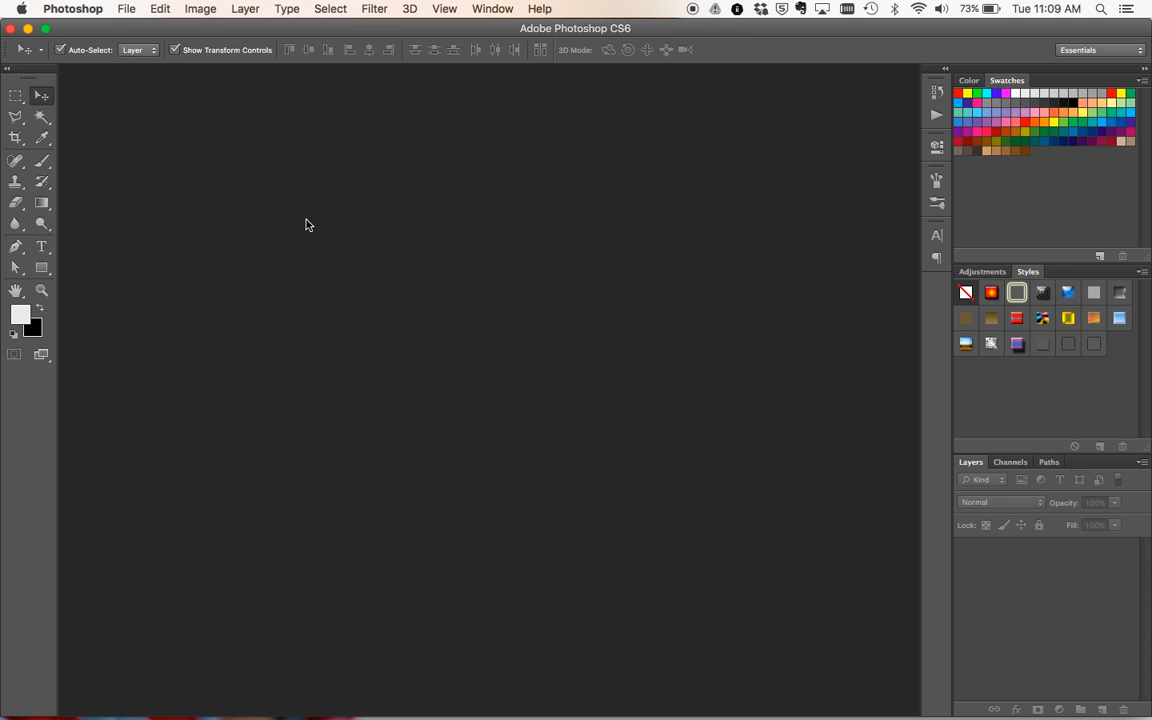 Photoshop File Edit Image Layer Type Select Filter 3D View Window Help 73% Tue 11:09 AM
Adobe Photoshop CS6
Auto-Select: Layer Show Transform Controls 3D Mode: Essentials
Color Swatches
Adjustments Styles
Layers Channels Paths
Kind
Normal Opacity: 100%
Lock: Fill: 100%